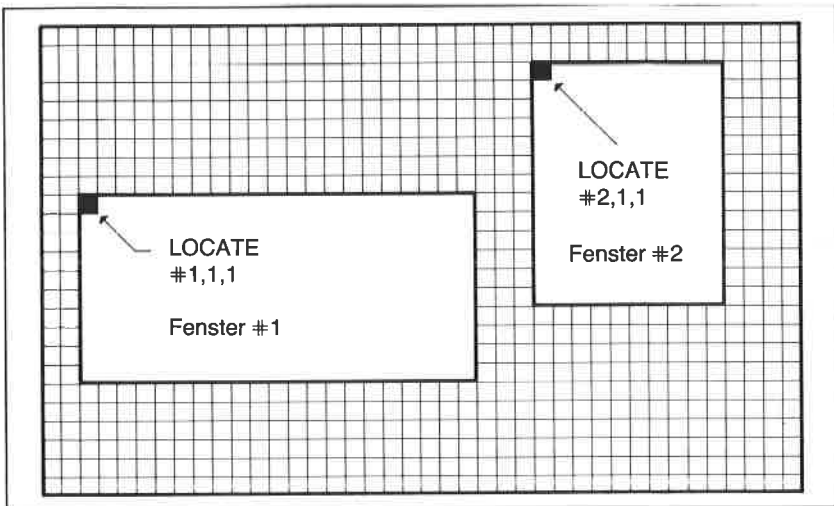 LOCATE
#1,1,1
Fenster #1
LOCATE
#2,1,1
Fenster #2